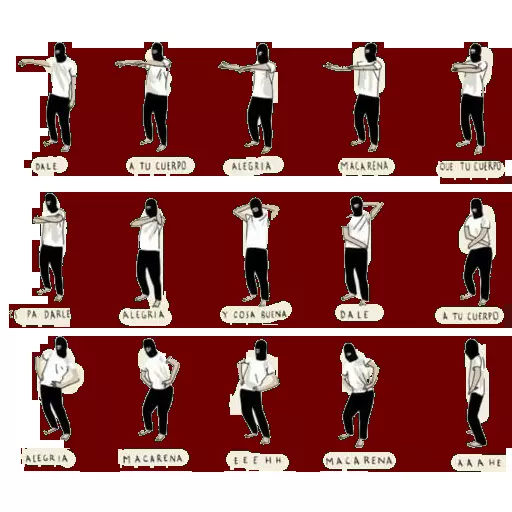 DALE
A TU CUERPO
ALEGRIA
MACARENA
QUE TU CUERPO
PA DARLE
ALEGRIA
Y COSA BUENA
DALE
A TU CUERPO
ALEGRIA
MACARENA
EEEHH
MACARENA
AAAHE